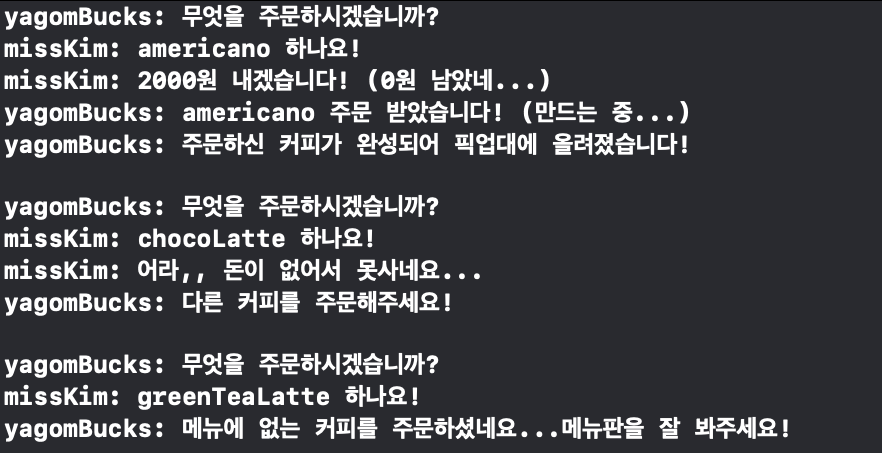 yagomBucks: 무엇을 주문하시겠습니까?
missKim: americano 하나요!
missKim: 2000원 내겠습니다! (0원 남았네...)
yagomBucks: americano 주문 받았습니다! (만드는 중...)
yagomBucks: 주문하신 커피가 완성되어 픽업대에 올려졌습니다!

yagomBucks: 무엇을 주문하시겠습니까?
missKim: chocoLatte 하나요!
missKim: 어라,, 돈이 없어서 못사네요...
yagomBucks: 다른 커피를 주문해주세요!

yagomBucks: 무엇을 주문하시겠습니까?
missKim: greenTeaLatte 하나요!
yagomBucks: 메뉴에 없는 커피를 주문하셨네요...메뉴판을 잘 봐주세요!